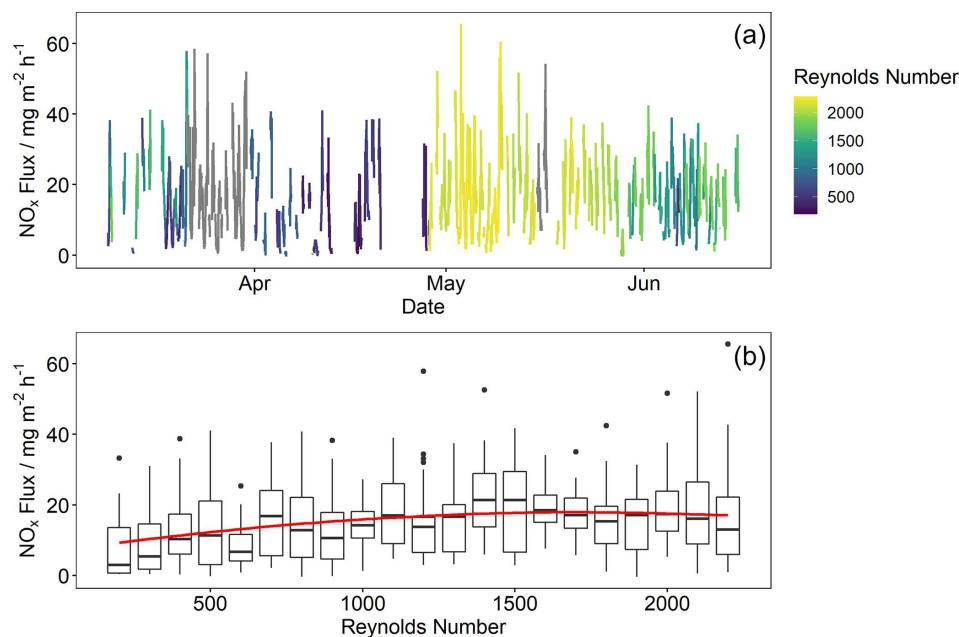 (a)
NOx Flux / mg m⁻² h⁻¹
60
40
20
0
Apr
May
Jun
Date
Reynolds Number
2000
1500
1000
500
(b)
NOx Flux / mg m⁻² h⁻¹
60
40
20
0
500
1000
1500
2000
Reynolds Number